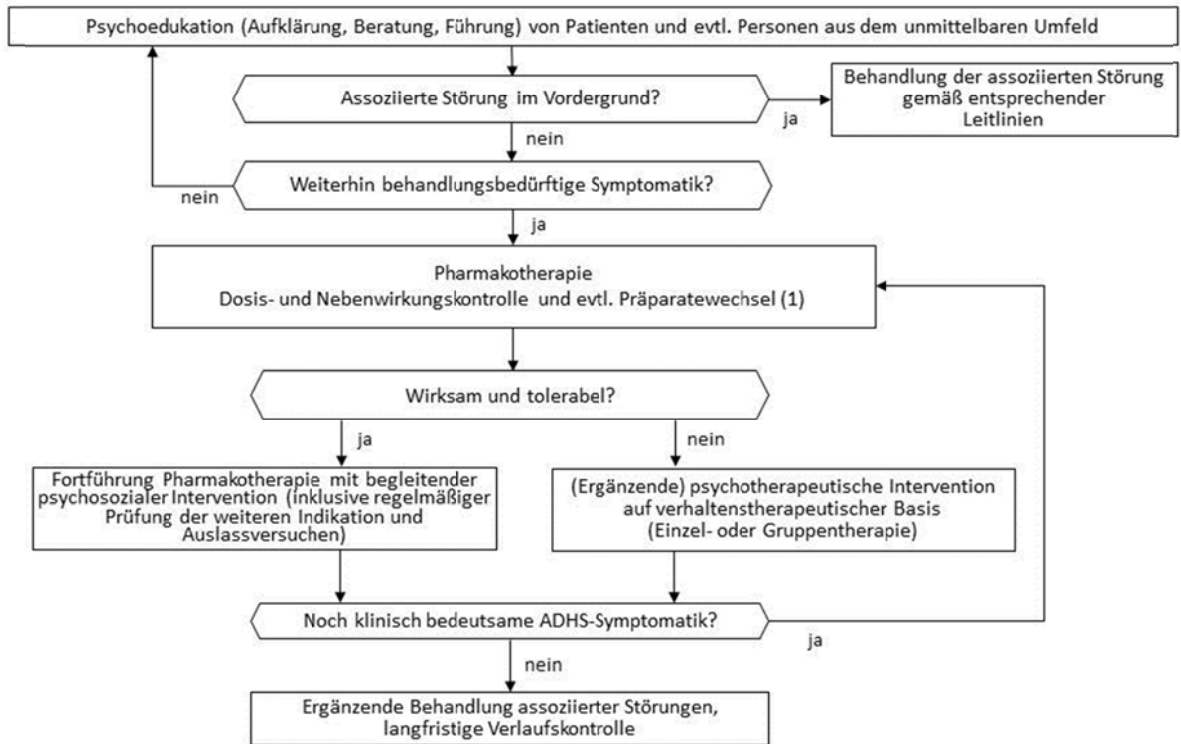 Psychoedukation (Aufklärung, Beratung, Führung) von Patienten und evtl. Personen aus dem unmittelbaren Umfeld
Assoziierte Störung im Vordergrund?
ja
Behandlung der assoziierten Störung
gemäß entsprechender
Leitlinien
nein
Weiterhin behandlungsbedürftige Symptomatik?
nein
ja
Pharmakotherapie
Dosis- und Nebenwirkungskontrolle und evtl. Präparatewechsel (1)
Wirksam und tolerabel?
ja
nein
Fortführung Pharmakotherapie mit begleitender
psychosozialer Intervention (inklusive regelmäßiger
Prüfung der weiteren Indikation und
Auslassversuchen)
(Ergänzende) psychotherapeutische Intervention
auf verhaltenstherapeutischer Basis
(Einzel- oder Gruppentherapie)
Noch klinisch bedeutsame ADHS-Symptomatik?
ja
nein
Ergänzende Behandlung assoziierter Störungen,
langfristige Verlaufskontrolle